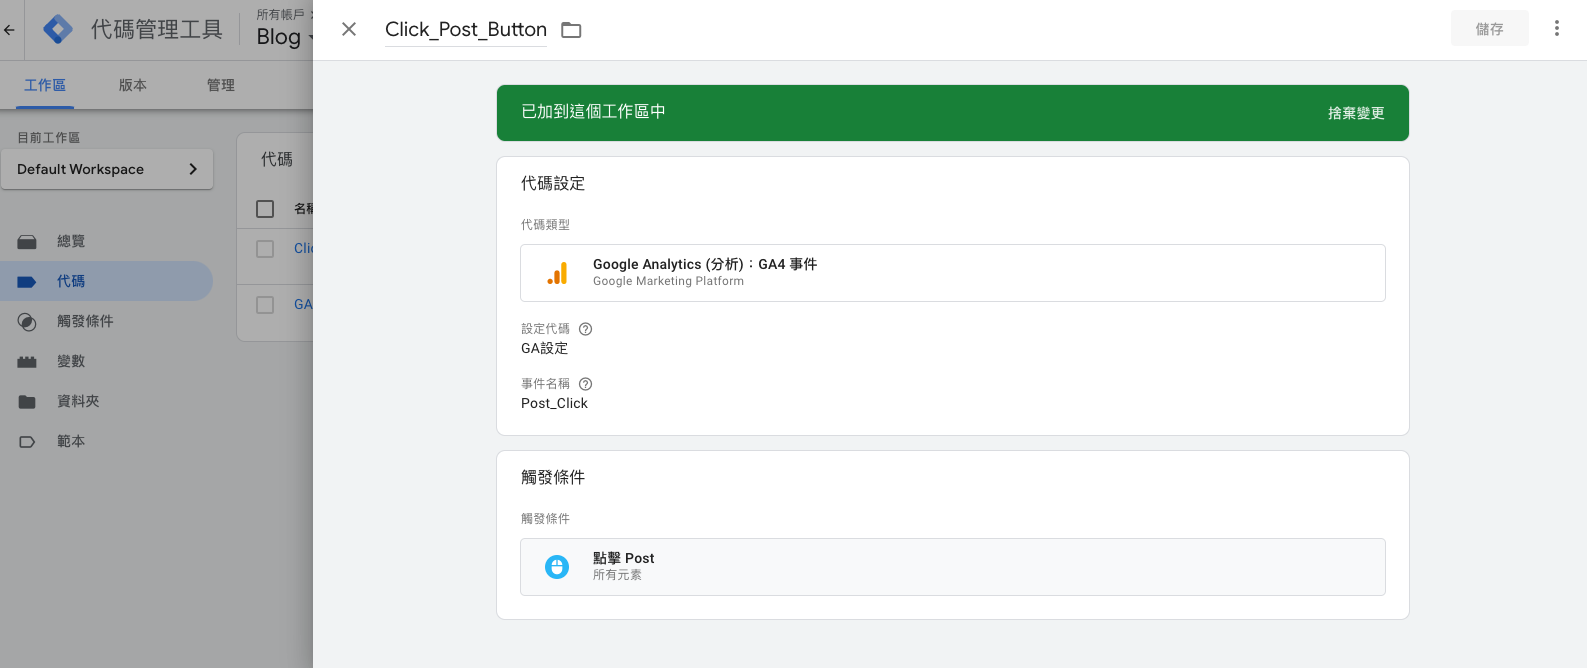 所有帳戶
代碼管理工具
Blog
Click_Post_Button
儲存
工作區
版本
管理
目前工作區
Default Workspace
代碼
名稱
Clic
GA
總覽
代碼
觸發條件
變數
資料夾
範本
已加到這個工作區中
捨棄變更
代碼設定
代碼類型
Google Analytics (分析)：GA4 事件
Google Marketing Platform
設定代碼
GA設定
事件名稱
Post_Click
觸發條件
觸發條件
點擊 Post
所有元素